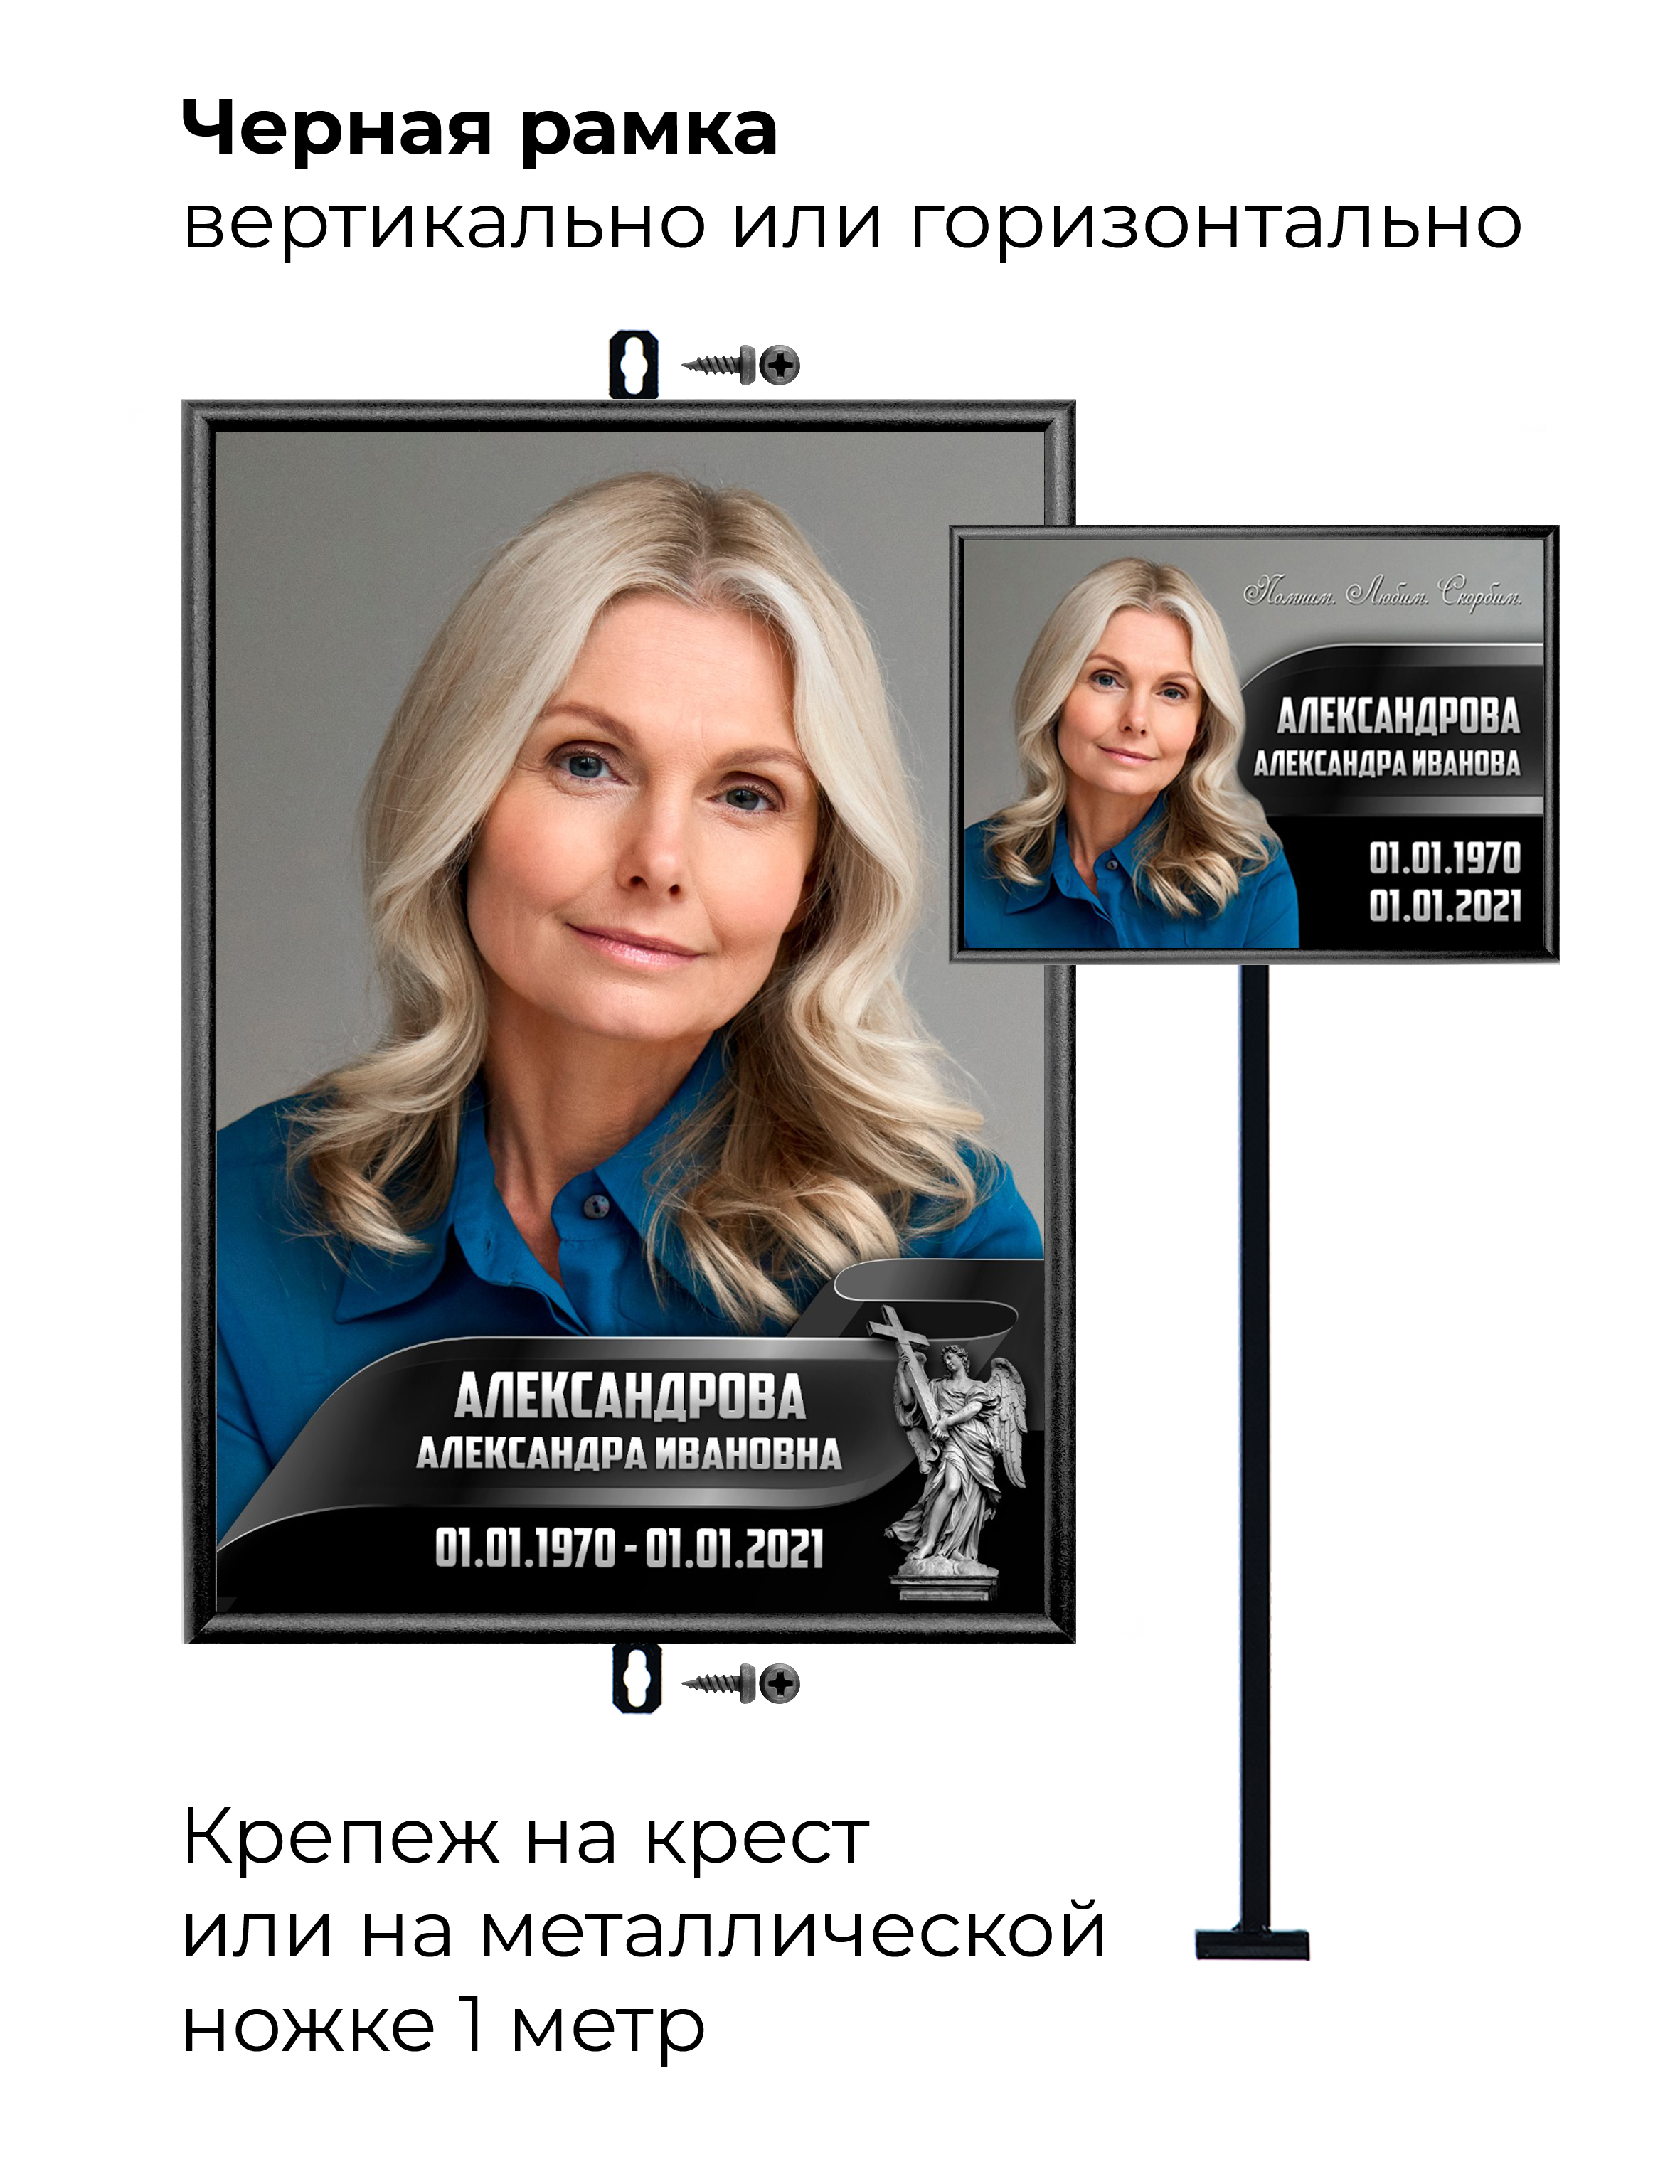 Черная рамка
вертикально или горизонтально
Помним. Любим. Скорбим.
АЛЕКСАНДРОВА
АЛЕКСАНДРА ИВАНОВА
01.01.1970
01.01.2021
АЛЕКСАНДРОВА
АЛЕКСАНДРА ИВАНОВНА
01.01.1970 - 01.01.2021
Крепеж на крест
или на металлической
ножке 1 метр